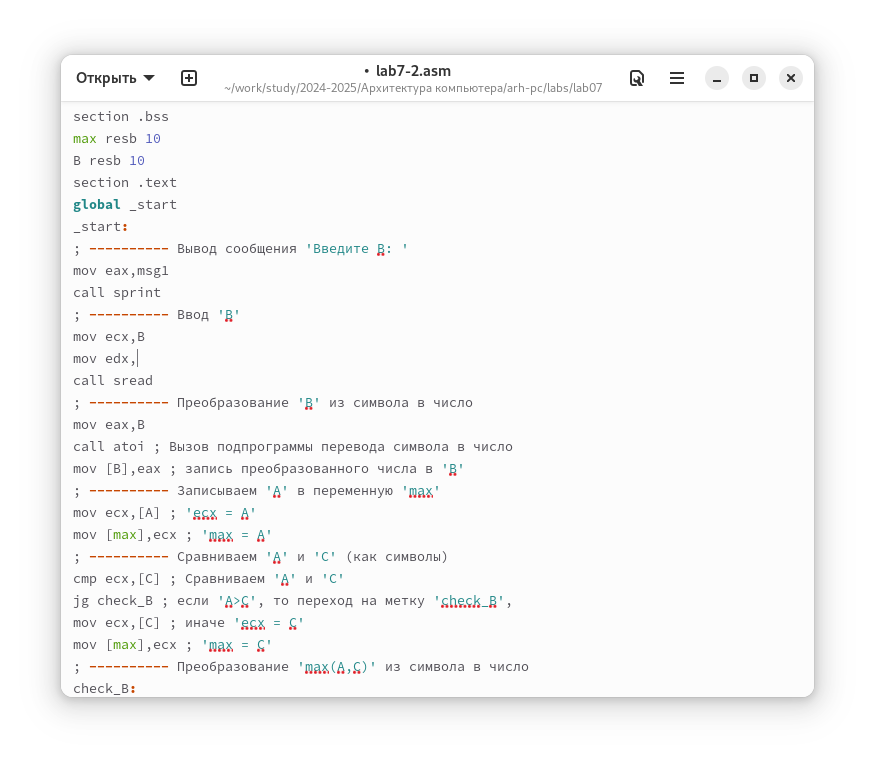 Открыть
• lab7-2.asm
~/work/study/2024-2025/Архитектура компьютера/arh-pc/labs/lab07
section .bss
max resb 10
B resb 10
section .text
global _start
_start:
; ---------- Вывод сообщения 'Введите B: '
mov eax,msg1
call sprint
; ---------- Ввод 'B'
mov ecx,B
mov edx,
call sread
; ---------- Преобразование 'B' из символа в число
mov eax,B
call atoi ; Вызов подпрограммы перевода символа в число
mov [B],eax ; запись преобразованного числа в 'B'
; ---------- Записываем 'A' в переменную 'max'
mov ecx,[A] ; 'ecx = A'
mov [max],ecx ; 'max = A'
; ---------- Сравниваем 'A' и 'С' (как символы)
cmp ecx,[C] ; Сравниваем 'A' и 'С'
jg check_B ; если 'A>C', то переход на метку 'check_B',
mov ecx,[C] ; иначе 'ecx = C'
mov [max],ecx ; 'max = C'
; ---------- Преобразование 'max(A,C)' из символа в число
check_B: